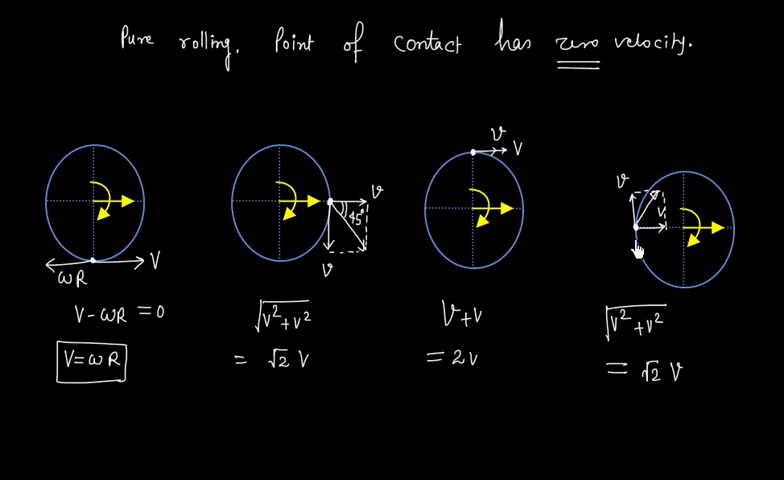 Pure rolling. Point of contact has zero velocity.
ωR V
V - ωR = 0
V = ωR
v
45°
v
√v² + v²
= √2 V
v
V
V + v
= 2v
v
V
√v² + v²
= √2 V